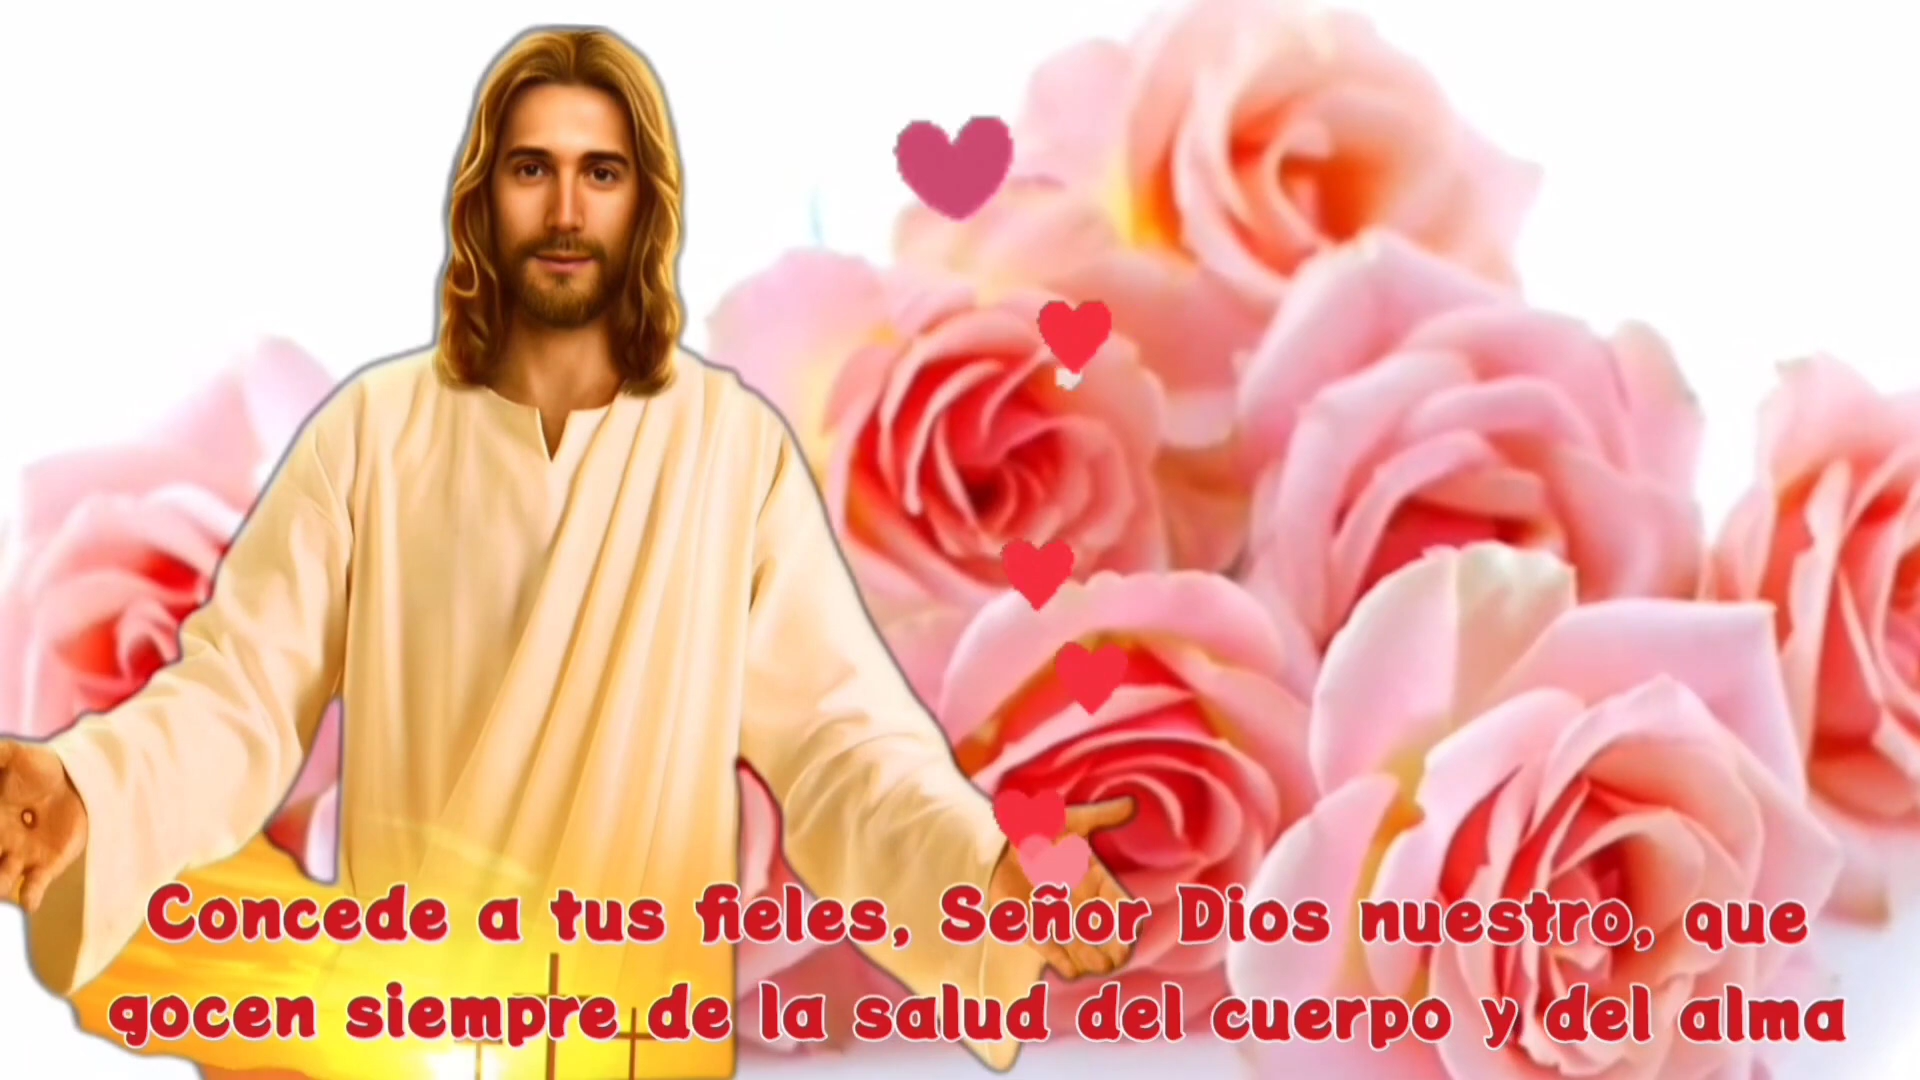 Concede a tus fieles, Señor Dios nuestro, que
gocen siempre de la salud del cuerpo y del alma